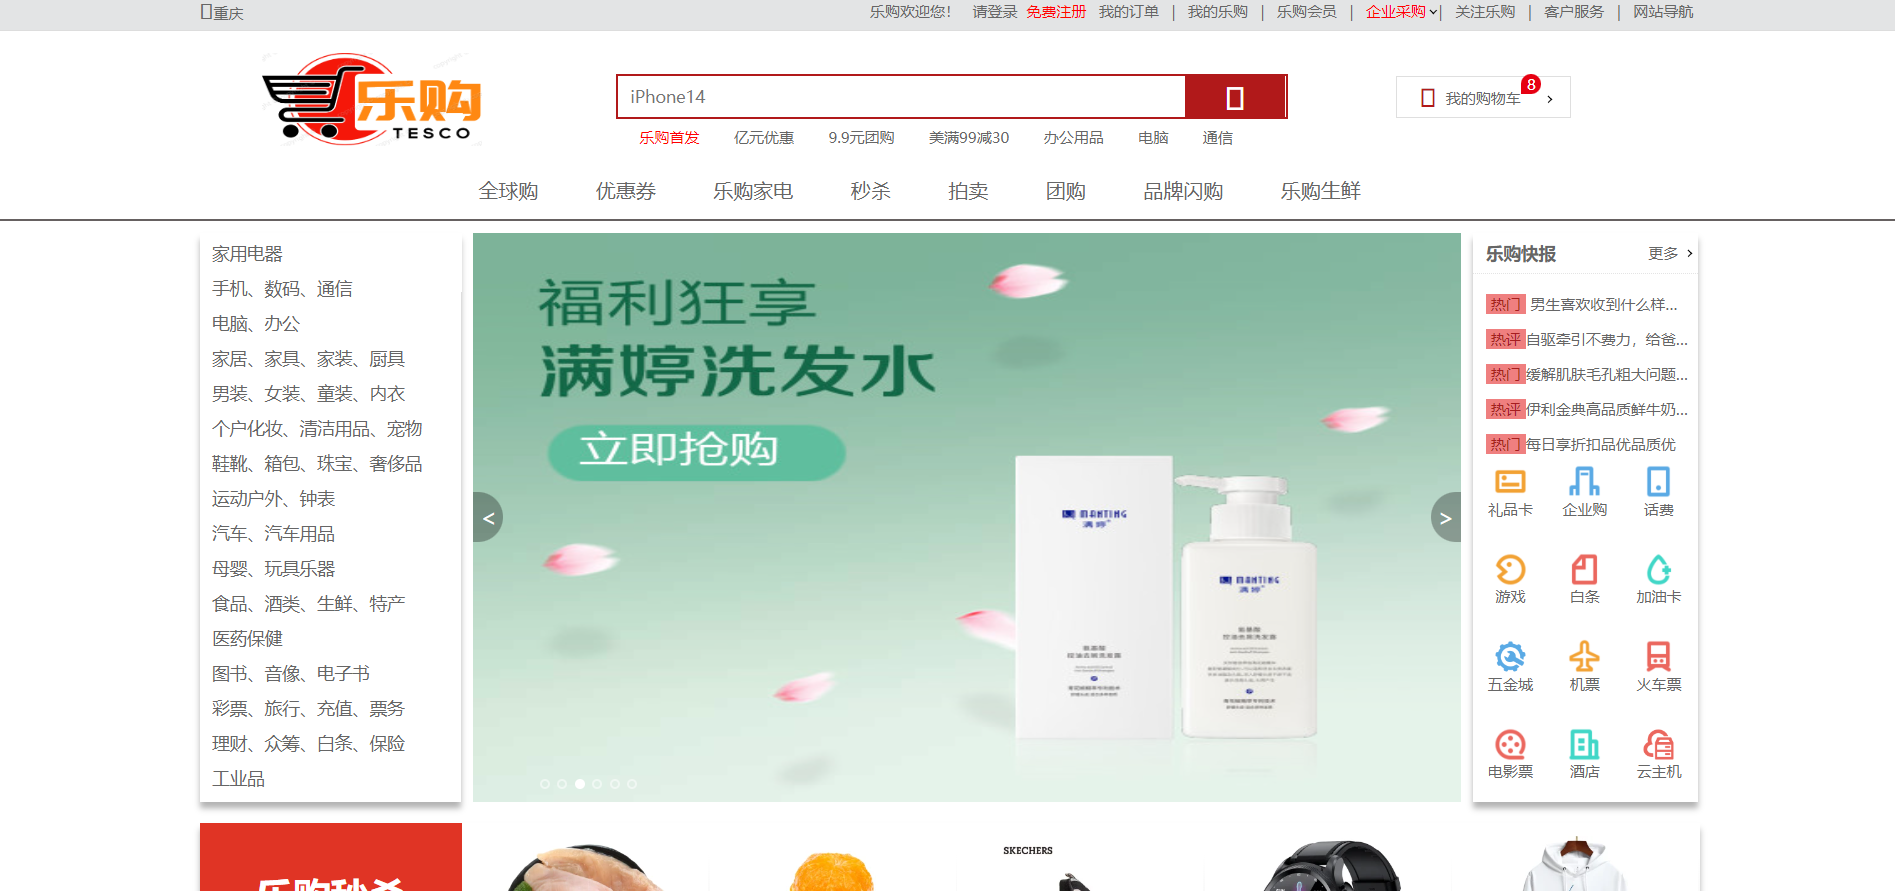 重庆
乐购欢迎您! 请登录 免费注册 我的订单 | 我的乐购 | 乐购会员 | 企业采购 | 关注乐购 | 客户服务 | 网站导航
乐购
TESCO
iPhone14
我的购物车
8
>
乐购首发 亿元优惠 9.9元团购 美满99减30 办公用品 电脑 通信
全球购 优惠券 乐购家电 秒杀 拍卖 团购 品牌闪购 乐购生鲜
家用电器
手机、数码、通信
电脑、办公
家居、家具、家装、厨具
男装、女装、童装、内衣
个户化妆、清洁用品、宠物
鞋靴、箱包、珠宝、奢侈品
运动户外、钟表
汽车、汽车用品
母婴、玩具乐器
食品、酒类、生鲜、特产
医药保健
图书、音像、电子书
彩票、旅行、充值、票务
理财、众筹、白条、保险
工业品
福利狂享
满婷洗发水
立即抢购
<
>
MANTING
满婷
MANTING
满婷
乐购快报 更多 >
热门 男生喜欢收到什么样...
热评 自驱牵引不费力，给爸...
热门 缓解肌肤毛孔粗大问题...
热评 伊利金典高品质鲜牛奶...
热门 每日享折扣品优品质优
礼品卡 企业购 话费
游戏 白条 加油卡
五金城 机票 火车票
电影票 酒店 云主机
乐购秒杀
SKECHERS